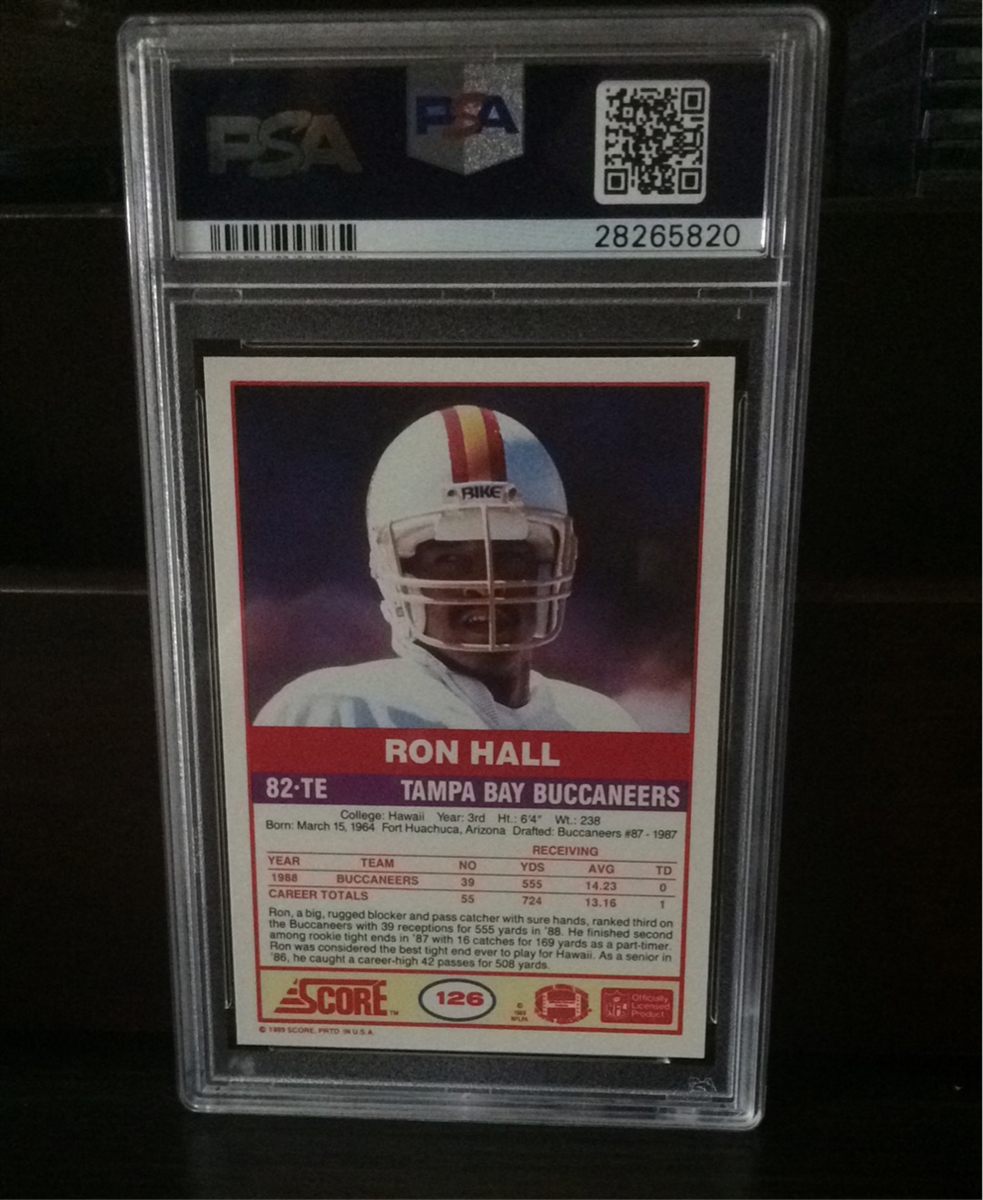 PSA
PSA
28265820
BIKE
RON HALL
82·TE TAMPA BAY BUCCANEERS
College: Hawaii Year: 3rd Ht.: 6'4" Wt.: 238
Born: March 15, 1964 Fort Huachuca, Arizona Drafted: Buccaneers #87 - 1987
RECEIVING
YEAR TEAM NO YDS AVG TD
1988 BUCCANEERS 39 555 14.23 0
CAREER TOTALS 55 724 13.16 1
Ron, a big, rugged blocker and pass catcher with sure hands, ranked third on
the Buccaneers with 39 receptions for 555 yards in '88. He finished second
among rookie tight ends in '87 with 16 catches for 169 yards as a part-timer.
Ron was considered the best tight end ever to play for Hawaii. As a senior in
'86, he caught a career-high 42 passes for 508 yards.
SCORE™ 126
©
1989
NFLPA
NFL
Officially
Licensed
Product
© 1989 SCORE, PRTD. IN U.S.A.